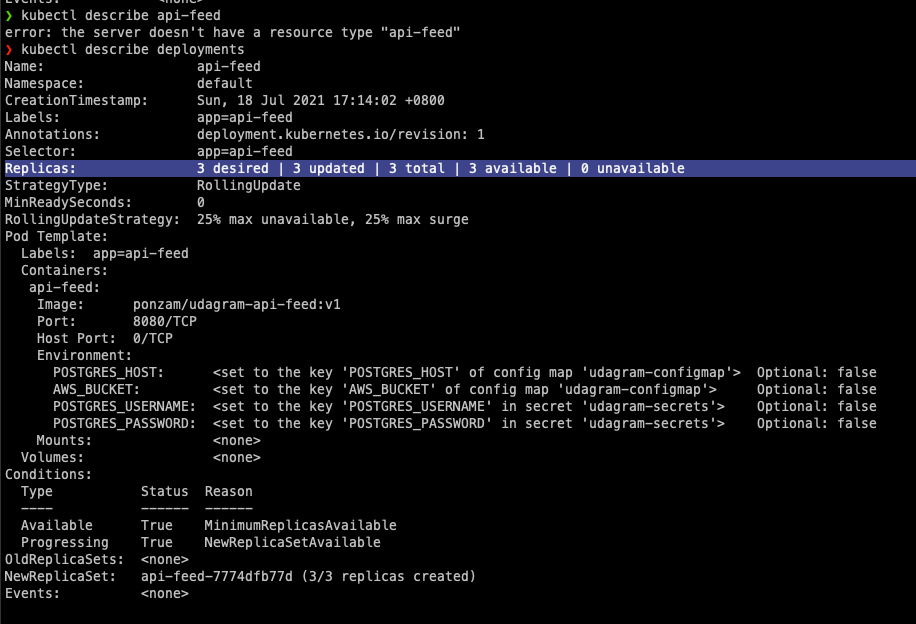 Events:            <none>
❯ kubectl describe api-feed
error: the server doesn't have a resource type "api-feed"
❯ kubectl describe deployments
Name:                   api-feed
Namespace:              default
CreationTimestamp:      Sun, 18 Jul 2021 17:14:02 +0800
Labels:                 app=api-feed
Annotations:            deployment.kubernetes.io/revision: 1
Selector:               app=api-feed
Replicas:               3 desired | 3 updated | 3 total | 3 available | 0 unavailable
StrategyType:           RollingUpdate
MinReadySeconds:        0
RollingUpdateStrategy:  25% max unavailable, 25% max surge
Pod Template:
  Labels:  app=api-feed
  Containers:
   api-feed:
    Image:      ponzam/udagram-api-feed:v1
    Port:       8080/TCP
    Host Port:  0/TCP
    Environment:
      POSTGRES_HOST:      <set to the key 'POSTGRES_HOST' of config map 'udagram-configmap'>  Optional: false
      AWS_BUCKET:         <set to the key 'AWS_BUCKET' of config map 'udagram-configmap'>     Optional: false
      POSTGRES_USERNAME:  <set to the key 'POSTGRES_USERNAME' in secret 'udagram-secrets'>    Optional: false
      POSTGRES_PASSWORD:  <set to the key 'POSTGRES_PASSWORD' in secret 'udagram-secrets'>    Optional: false
    Mounts:               <none>
  Volumes:                <none>
Conditions:
  Type           Status  Reason
  ----           ------  ------
  Available      True    MinimumReplicasAvailable
  Progressing    True    NewReplicaSetAvailable
OldReplicaSets:  <none>
NewReplicaSet:   api-feed-7774dfb77d (3/3 replicas created)
Events:          <none>